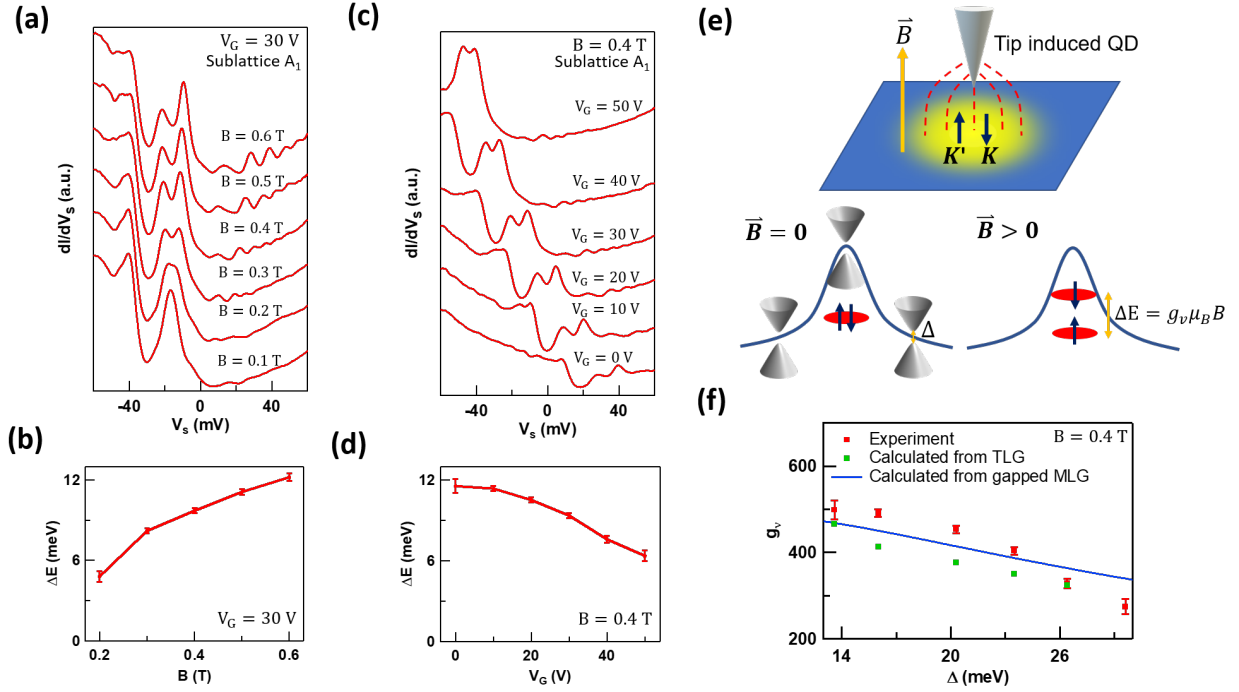 (a)
V_G = 30 V
Sublattice A₁
B = 0.6 T
B = 0.5 T
B = 0.4 T
B = 0.3 T
B = 0.2 T
B = 0.1 T
dI/dV_S (a.u.)
-40 0 40
V_s (mV)
(c)
B = 0.4 T
Sublattice A₁
V_G = 50 V
V_G = 40 V
V_G = 30 V
V_G = 20 V
V_G = 10 V
V_G = 0 V
dI/dV_S (a.u.)
-40 0 40
V_s (mV)
(e)
B⃗
Tip induced QD
K' K
B⃗ = 0
B⃗ > 0
Δ
ΔE = g_vμ_BB
(b)
12
6
0
ΔE (meV)
V_G = 30 V
0.2 0.4 0.6
B (T)
(d)
12
6
0
ΔE (meV)
B = 0.4 T
0 20 40
V_G (V)
(f)
B = 0.4 T
Experiment
Calculated from TLG
Calculated from gapped MLG
600
400
200
g_v
14 20 26
Δ (meV)